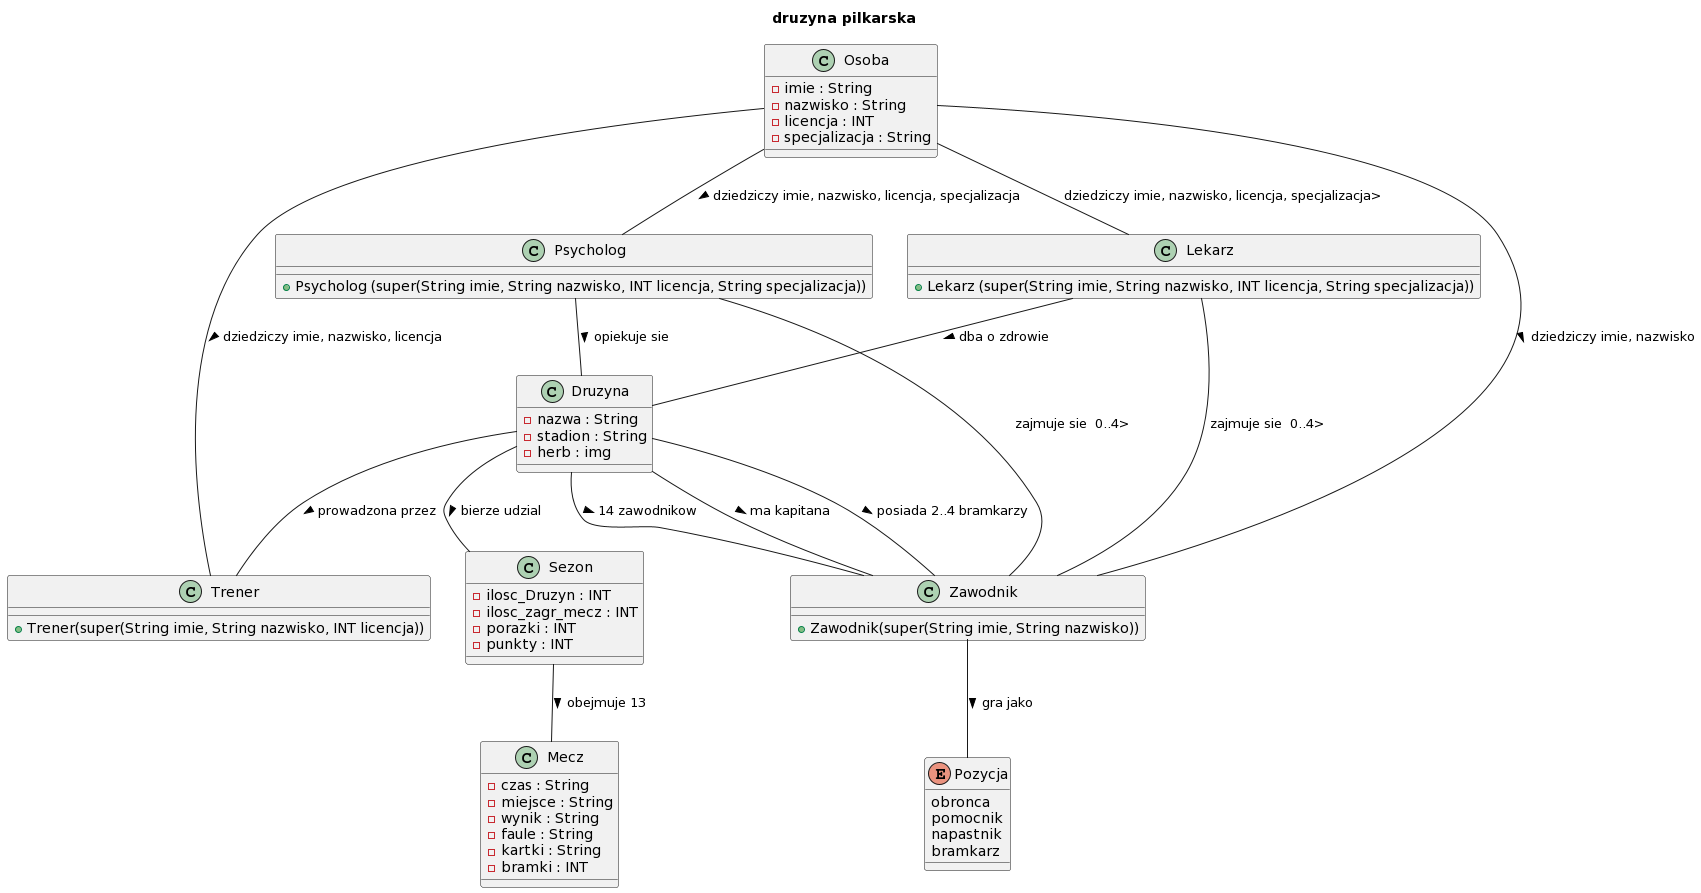 druzyna pilkarska
C Osoba
imie : String
nazwisko : String
licencja : INT
specjalizacja : String
dziedziczy imie, nazwisko, licencja, specjalizacja
dziedziczy imie, nazwisko, licencja, specjalizacja>
C Psycholog
Psycholog (super(String imie, String nazwisko, INT licencja, String specjalizacja))
C Lekarz
Lekarz (super(String imie, String nazwisko, INT licencja, String specjalizacja))
dziedziczy imie, nazwisko, licencja
opiekuje sie
dba o zdrowie
dziedziczy imie, nazwisko
C Druzyna
nazwa : String
stadion : String
herb : img
zajmuje sie  0..4>
zajmuje sie  0..4>
prowadzona przez
bierze udzial
14 zawodnikow
ma kapitana
posiada 2..4 bramkarzy
C Trener
Trener(super(String imie, String nazwisko, INT licencja))
C Sezon
ilosc_Druzyn : INT
ilosc_zagr_mecz : INT
porazki : INT
punkty : INT
C Zawodnik
Zawodnik(super(String imie, String nazwisko))
obejmuje 13
gra jako
C Mecz
czas : String
miejsce : String
wynik : String
faule : String
kartki : String
bramki : INT
E Pozycja
obronca
pomocnik
napastnik
bramkarz